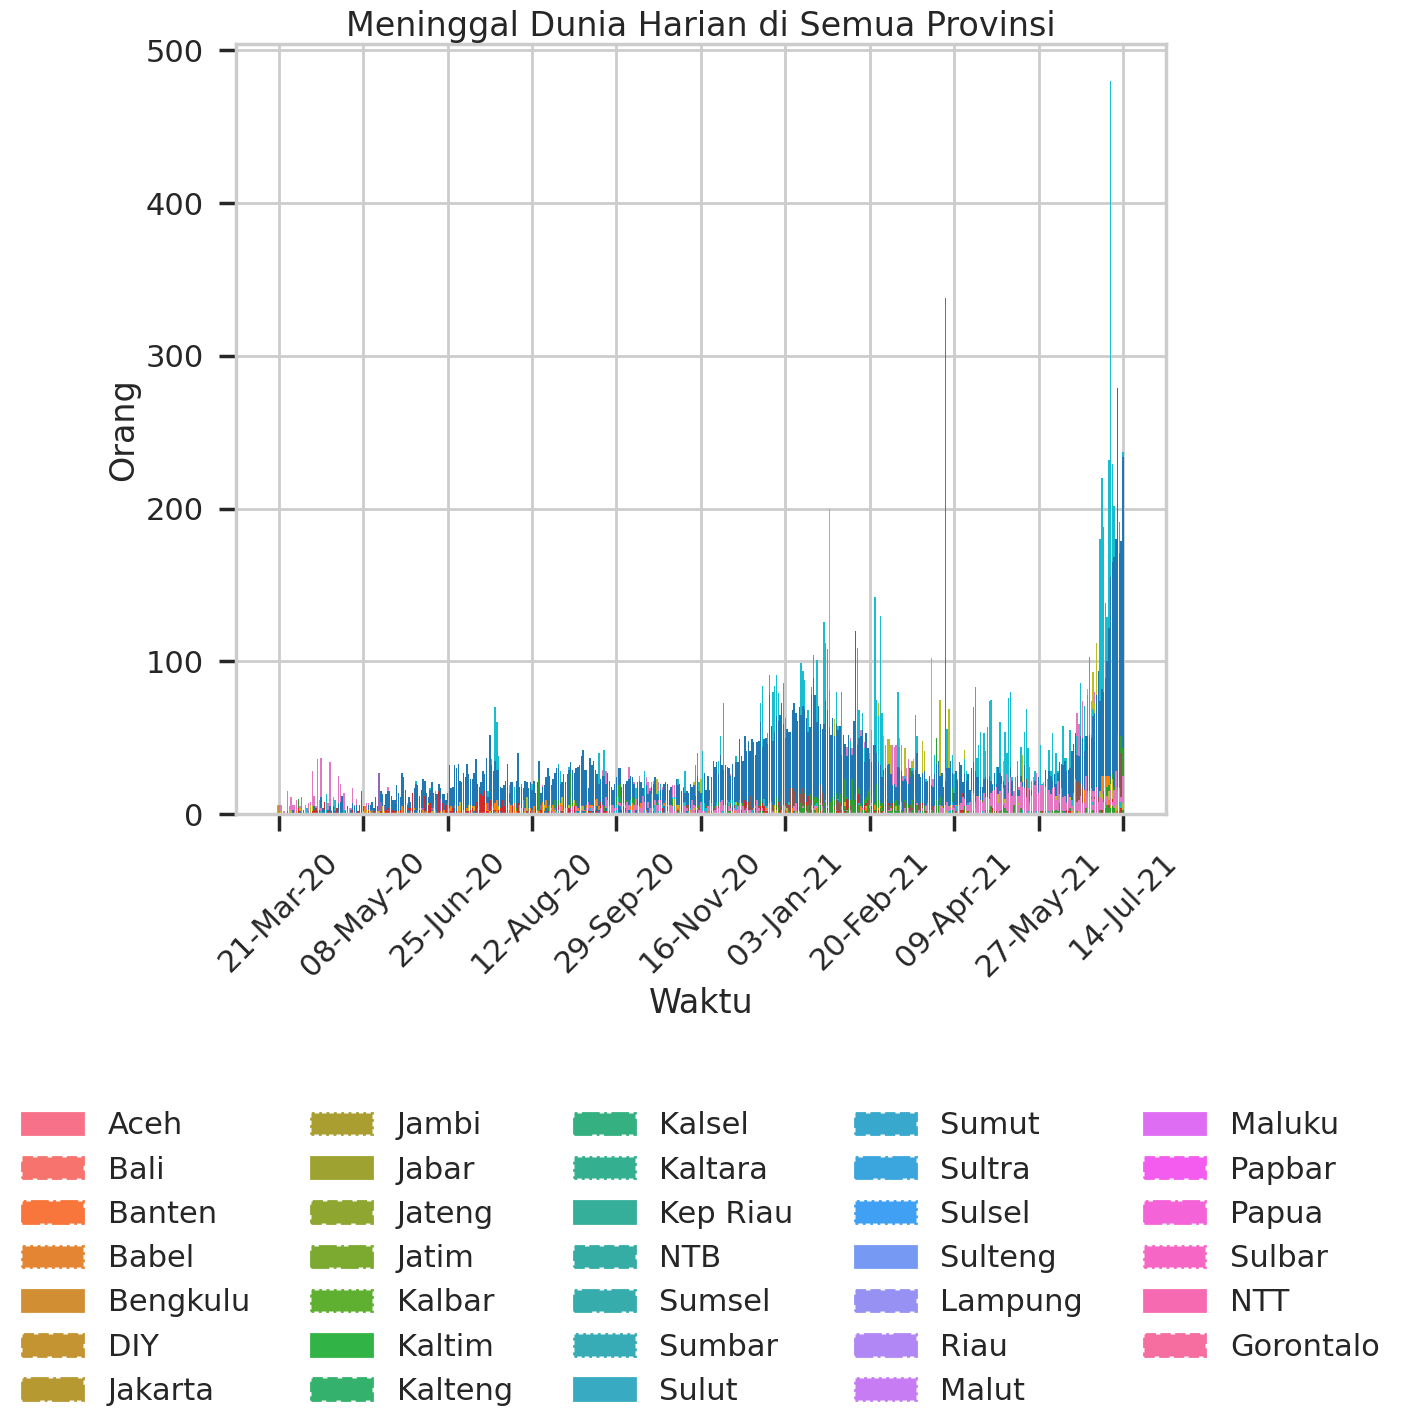 Meninggal Dunia Harian di Semua Provinsi
500
400
300
200
100
0
Orang
21-Mar-20
08-May-20
25-Jun-20
12-Aug-20
29-Sep-20
16-Nov-20
03-Jan-21
20-Feb-21
09-Apr-21
27-May-21
14-Jul-21
Waktu
Aceh
Bali
Banten
Babel
Bengkulu
DIY
Jakarta
Jambi
Jabar
Jateng
Jatim
Kalbar
Kaltim
Kalteng
Kalsel
Kaltara
Kep Riau
NTB
Sumsel
Sumbar
Sulut
Sumut
Sultra
Sulsel
Sulteng
Lampung
Riau
Malut
Maluku
Papbar
Papua
Sulbar
NTT
Gorontalo